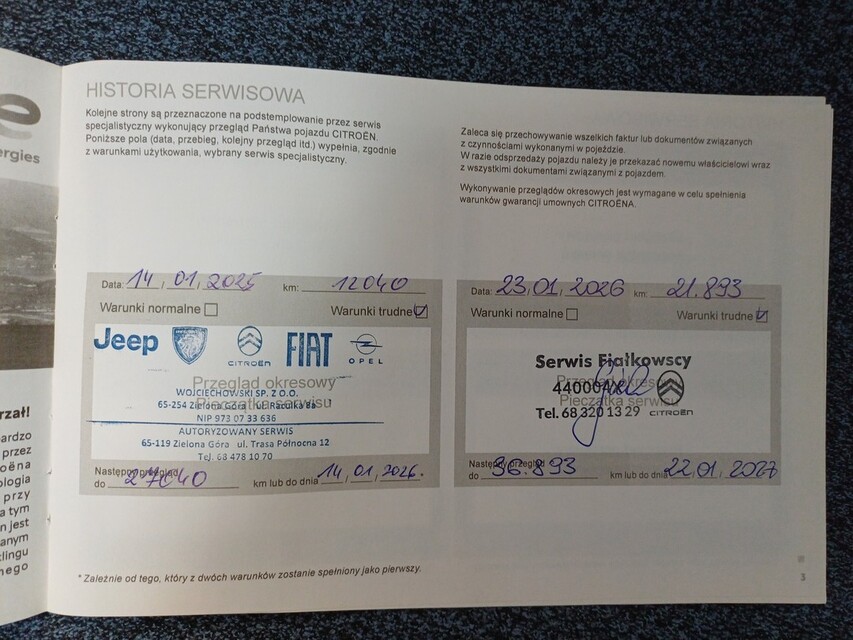 e
ergies
rzał!
ardzo
przez
oëna
ologia
przy
a tym
n jest
anym
tlingu
nego
HISTORIA SERWISOWA
Kolejne strony są przeznaczone na podstemplowanie przez serwis
specjalistyczny wykonujący przegląd Państwa pojazdu CITROËN.
Poniższe pola (data, przebieg, kolejny przegląd itd.) wypełnia, zgodnie
z warunkami użytkowania, wybrany serwis specjalistyczny.
Data: 14, 01, 2025 km: 12040
Warunki normalne Warunki trudne
Jeep CITROËN FIAT OPEL
Przegląd okresowy
Pieczątka serwisu
WOJCIECHOWSKI SP. Z O.O.
65-254 Zielona Góra ul. Racula 8a
NIP 973 07 33 636
AUTORYZOWANY SERWIS
65-119 Zielona Góra ul. Trasa Północna 12
Tel. 68 478 10 70
Następny przegląd
do 27040 km lub do dnia 14, 01, 2026.
* Zależnie od tego, który z dwóch warunków zostanie spełniony jako pierwszy.
Zaleca się przechowywanie wszelkich faktur lub dokumentów związanych
z czynnościami wykonanymi w pojeździe.
W razie odsprzedaży pojazdu należy je przekazać nowemu właścicielowi wraz
z wszystkimi dokumentami związanymi z pojazdem.
Wykonywanie przeglądów okresowych jest wymagane w celu spełnienia
warunków gwarancji umownych CITROËNA.
Data: 23, 01, 2026 km: 21.893
Warunki normalne Warunki trudne
Serwis Fiałkowscy
Pieczątka serwisu
Tel. 68 320 13 29 CITROËN
Następny przegląd
do 36.893 km lub do dnia 22, 01, 2027
3